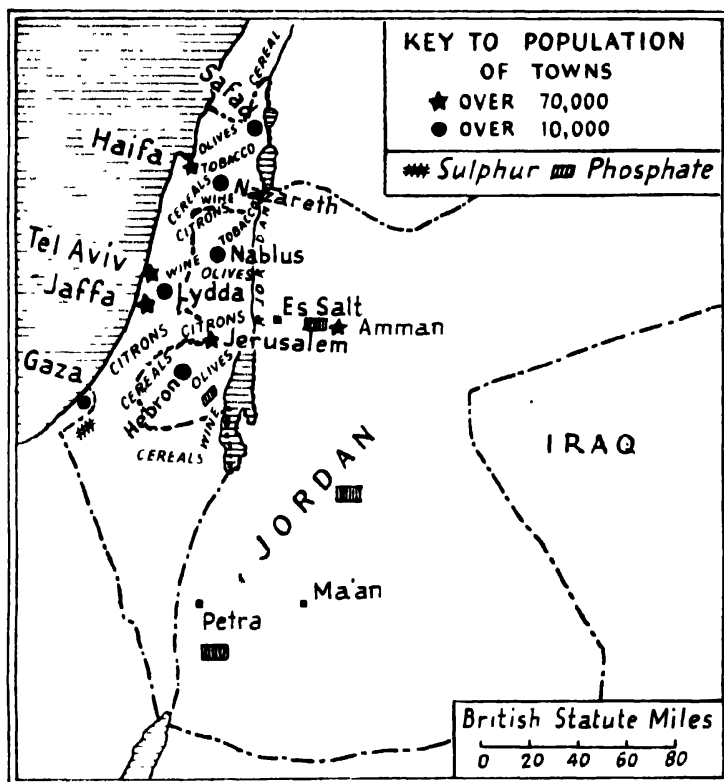 KEY TO POPULATION
OF TOWNS
★ OVER 70,000
● OVER 10,000
Sulphur Phosphate
CEREAL
Safad
OLIVES
Haifa
TOBACCO
CEREALS
Nazareth
WINE
CITRONS
TOBACCO
R. JORDAN
Tel Aviv
WINE
Nablus
OLIVES
Jaffa
Lydda
Es Salt
Amman
CITRONS
Jerusalem
CITRONS
Gaza
CEREALS
OLIVES
Hebron
WINE
CEREALS
IRAQ
JORDAN
Ma'an
Petra
British Statute Miles
0 20 40 60 80